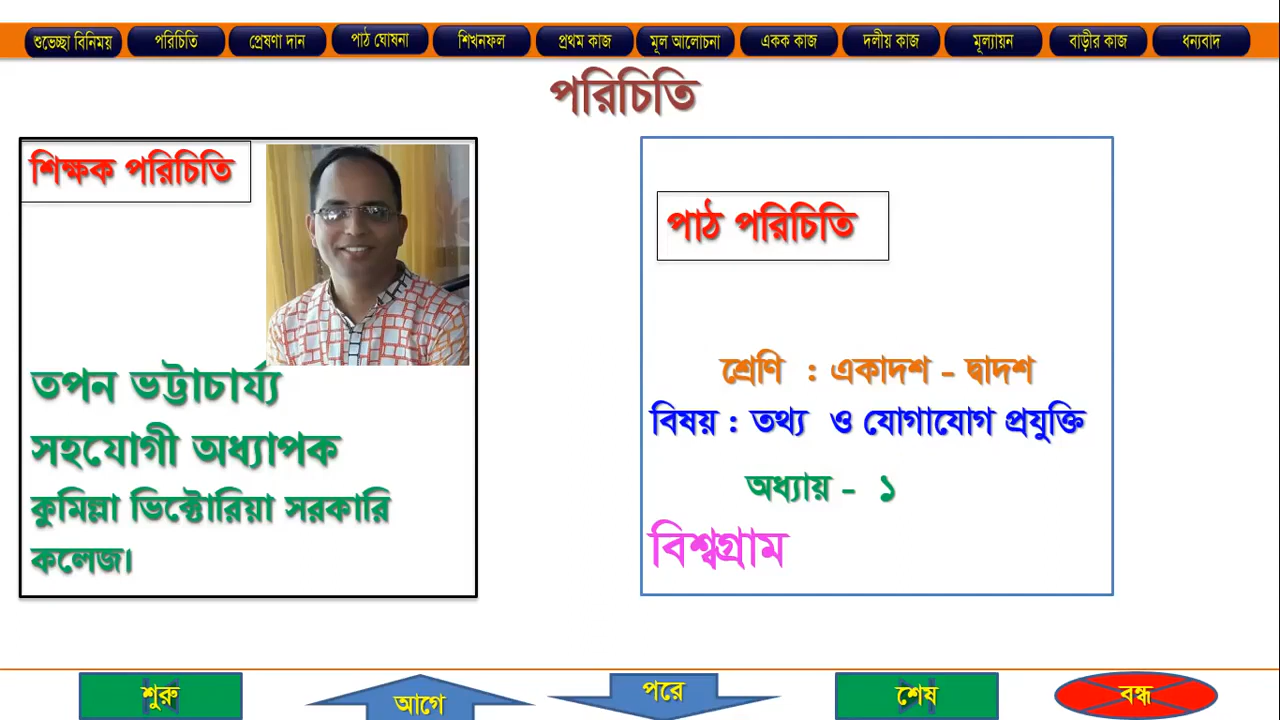 শুভেচ্ছা বিনিময় পরিচিতি প্রেষণা দান পাঠ ঘোষনা শিখনফল প্রথম কাজ মূল আলোচনা একক কাজ দলীয় কাজ মূল্যায়ন বাড়ীর কাজ ধন্যবাদ
পরিচিতি
শিক্ষক পরিচিতি
তপন ভট্টাচার্য্য
সহযোগী অধ্যাপক
কুমিল্লা ভিক্টোরিয়া সরকারি
কলেজ।
পাঠ পরিচিতি
শ্রেণি : একাদশ - দ্বাদশ
বিষয় : তথ্য ও যোগাযোগ প্রযুক্তি
অধ্যায় - ১
বিশ্বগ্রাম
শুরু আগে পরে শেষ বন্ধ